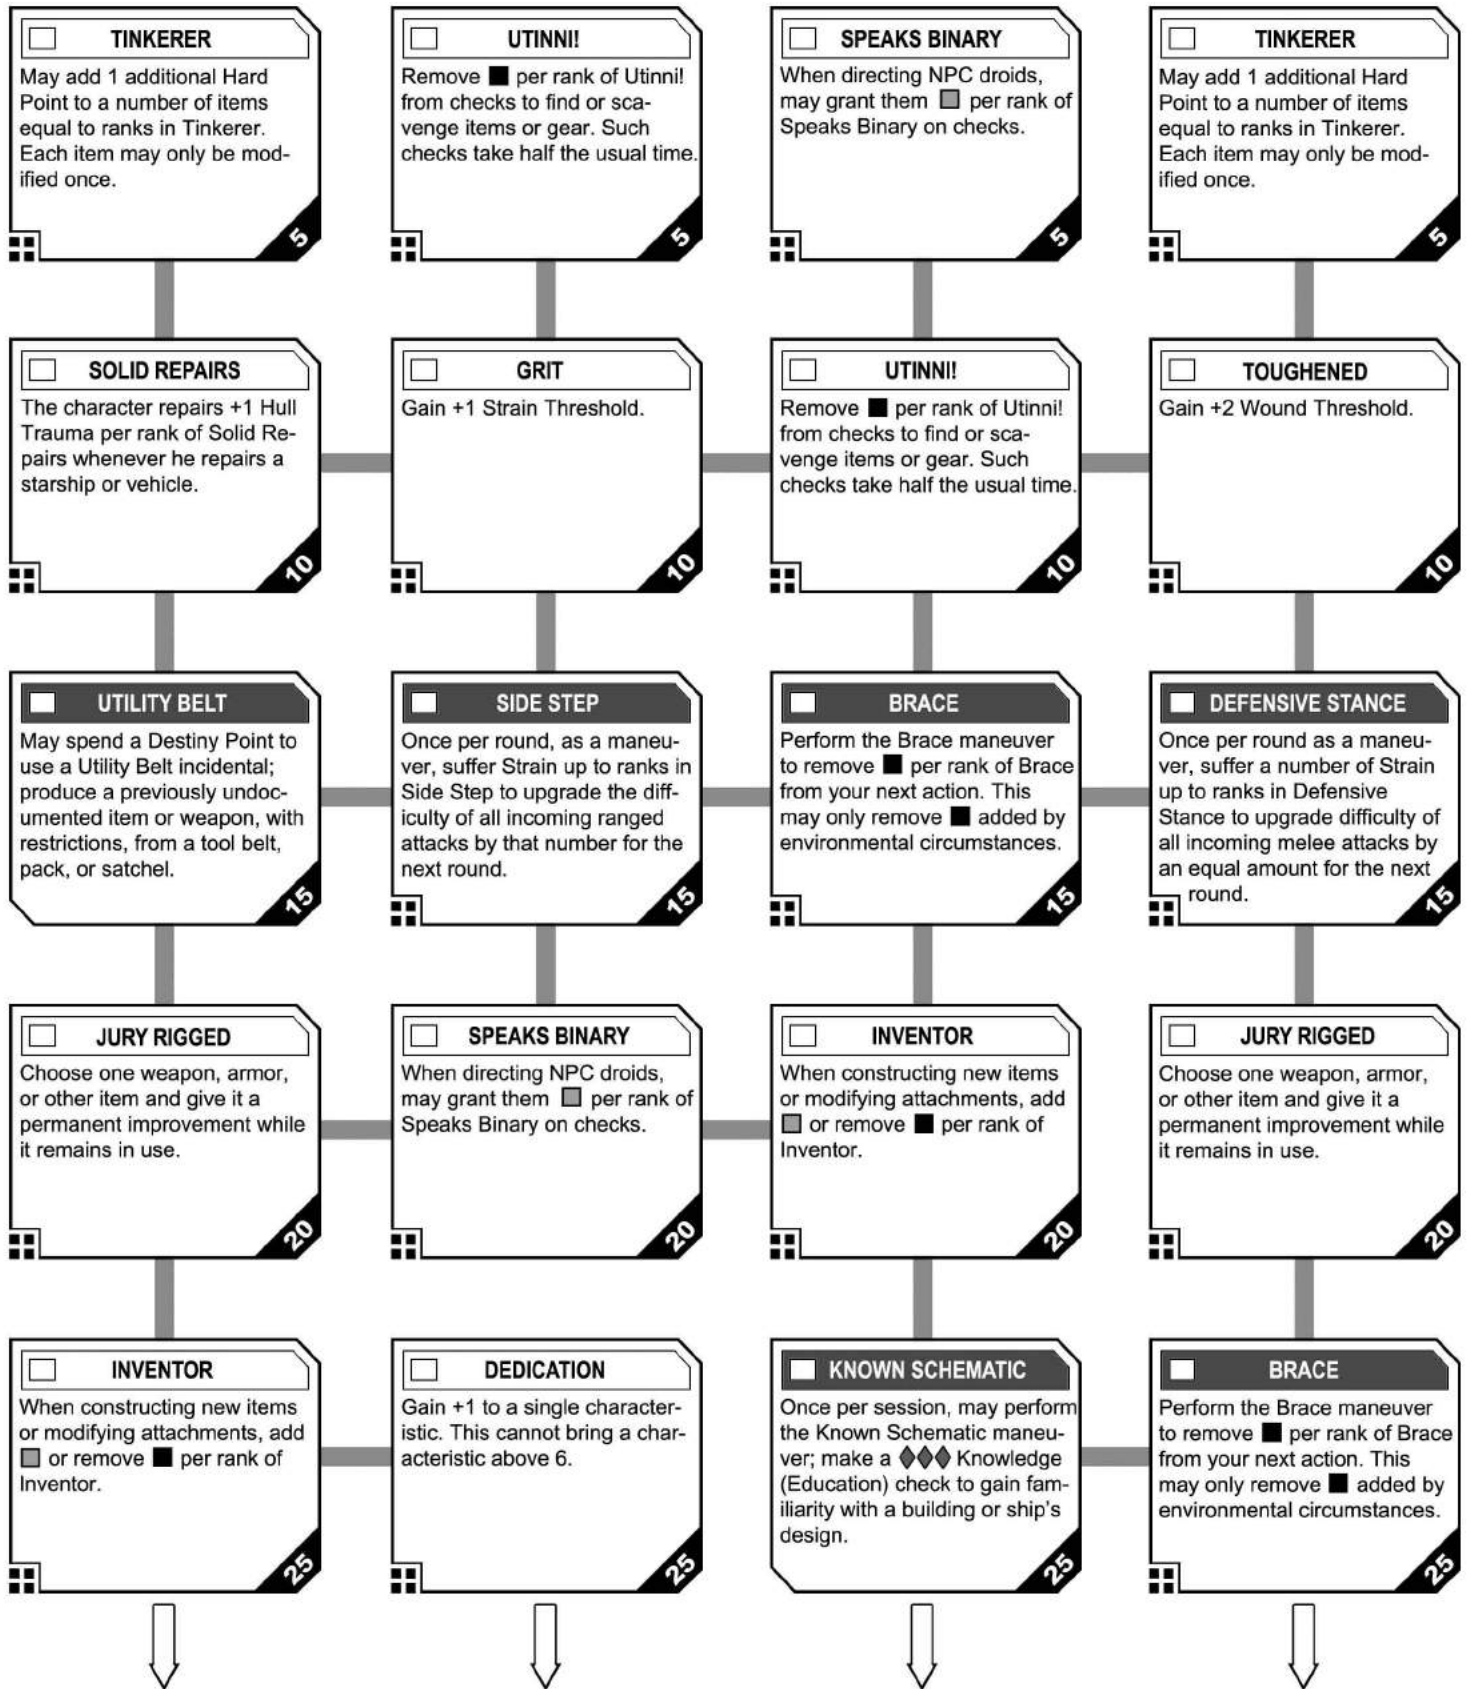 TINKERER
May add 1 additional Hard
Point to a number of items
equal to ranks in Tinkerer.
Each item may only be mod-
ified once.
5
UTINNI!
Remove ■ per rank of Utinni!
from checks to find or sca-
venge items or gear. Such
checks take half the usual time.
5
SPEAKS BINARY
When directing NPC droids,
may grant them per rank of
Speaks Binary on checks.
5
TINKERER
May add 1 additional Hard
Point to a number of items
equal to ranks in Tinkerer.
Each item may only be mod-
ified once.
5
SOLID REPAIRS
The character repairs +1 Hull
Trauma per rank of Solid Re-
pairs whenever he repairs a
starship or vehicle.
10
GRIT
Gain +1 Strain Threshold.
10
UTINNI!
Remove ■ per rank of Utinni!
from checks to find or sca-
venge items or gear. Such
checks take half the usual time.
10
TOUGHENED
Gain +2 Wound Threshold.
10
UTILITY BELT
May spend a Destiny Point to
use a Utility Belt incidental;
produce a previously undoc-
umented item or weapon, with
restrictions, from a tool belt,
pack, or satchel.
15
SIDE STEP
Once per round, as a maneu-
ver, suffer Strain up to ranks in
Side Step to upgrade the diff-
iculty of all incoming ranged
attacks by that number for the
next round.
15
BRACE
Perform the Brace maneuver
to remove ■ per rank of Brace
from your next action. This
may only remove ■ added by
environmental circumstances.
15
DEFENSIVE STANCE
Once per round as a maneu-
ver, suffer a number of Strain
up to ranks in Defensive
Stance to upgrade difficulty of
all incoming melee attacks by
an equal amount for the next
round.
15
JURY RIGGED
Choose one weapon, armor,
or other item and give it a
permanent improvement while
it remains in use.
20
SPEAKS BINARY
When directing NPC droids,
may grant them per rank of
Speaks Binary on checks.
20
INVENTOR
When constructing new items
or modifying attachments, add
or remove ■ per rank of
Inventor.
20
JURY RIGGED
Choose one weapon, armor,
or other item and give it a
permanent improvement while
it remains in use.
20
INVENTOR
When constructing new items
or modifying attachments, add
or remove ■ per rank of
Inventor.
25
DEDICATION
Gain +1 to a single character-
istic. This cannot bring a char-
acteristic above 6.
25
KNOWN SCHEMATIC
Once per session, may perform
the Known Schematic maneu-
ver; make a ♦♦♦ Knowledge
(Education) check to gain fam-
iliarity with a building or ship's
design.
25
BRACE
Perform the Brace maneuver
to remove ■ per rank of Brace
from your next action. This
may only remove ■ added by
environmental circumstances.
25